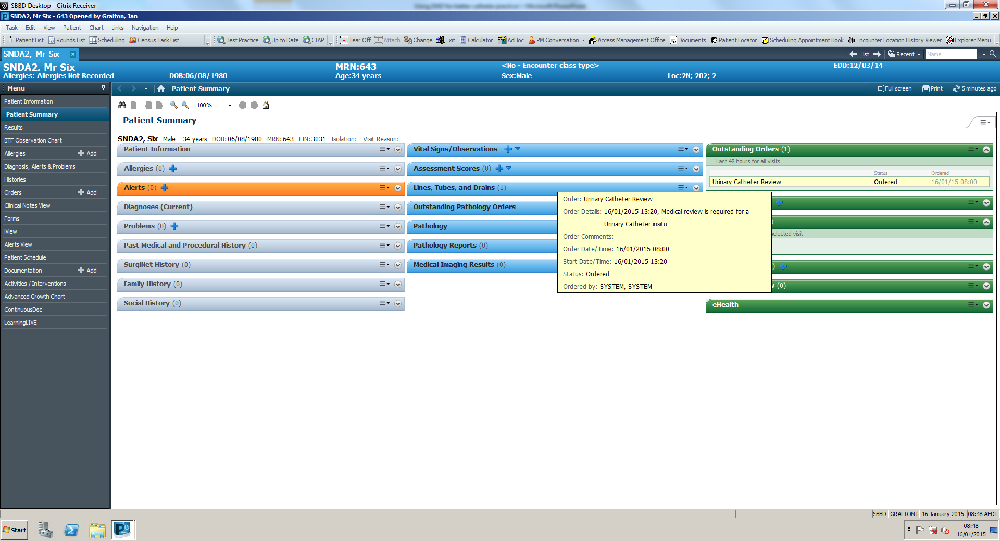 SBBD Desktop - Citrix Receiver
SNDA2, Mr Six - 643 Opened by Gralton, Jan
Task Edit View Patient Chart Links Navigation Help
Patient List Rounds List Scheduling Census Task List Best Practice Up to Date CIAP Tear Off Attach Change Exit Calculator AdHoc PM Conversation Access Management Office Documents Patient Locator Scheduling Appointment Book Encounter Location History Viewer Explorer Menu
SNDA2, Mr Six List Recent Name
SNDA2, Mr Six MRN:643 <No - Encounter class type> EDD:12/03/14
Allergies: Allergies Not Recorded DOB:06/08/1980 Age:34 years Sex:Male Loc:2N; 202; 2
Menu Patient Summary Full screen Print 5 minutes ago
Patient Information
Patient Summary
Results
BTF Observation Chart
Allergies Add
Diagnosis, Alerts & Problems
Histories
Orders Add
Clinical Notes View
Forms
iView
Alerts View
Patient Schedule
Documentation Add
Activities / Interventions
Advanced Growth Chart
ContinuousDoc
LearningLIVE
100%
Patient Summary
SNDA2, Six Male 34 years DOB:06/08/1980 MRN:643 FIN:3031 Isolation: Visit Reason:
Patient Information
Allergies (0)
Alerts (0)
Diagnoses (Current)
Problems (0)
Past Medical and Procedural History (0)
SurgiNet History (0)
Family History (0)
Social History (0)
Vital Signs/Observations
Assessment Scores (0)
Lines, Tubes, and Drains (1)
Outstanding Pathology Orders
Pathology
Pathology Reports (0)
Medical Imaging Results (0)
Order: Urinary Catheter Review
Order Details: 16/01/2015 13:20, Medical review is required for a
Urinary Catheter insitu
Order Comments:
Order Date/Time: 16/01/2015 08:00
Start Date/Time: 16/01/2015 13:20
Status: Ordered
Ordered by: SYSTEM, SYSTEM
Outstanding Orders (1)
Last 48 hours for all visits
Status Ordered
Urinary Catheter Review Ordered 16/01/15 08:00
selected visit
(0)
eHealth
SBBD GRALTONJ 16 January 2015 08:48 AEDT
Start
08:48
16/01/2015